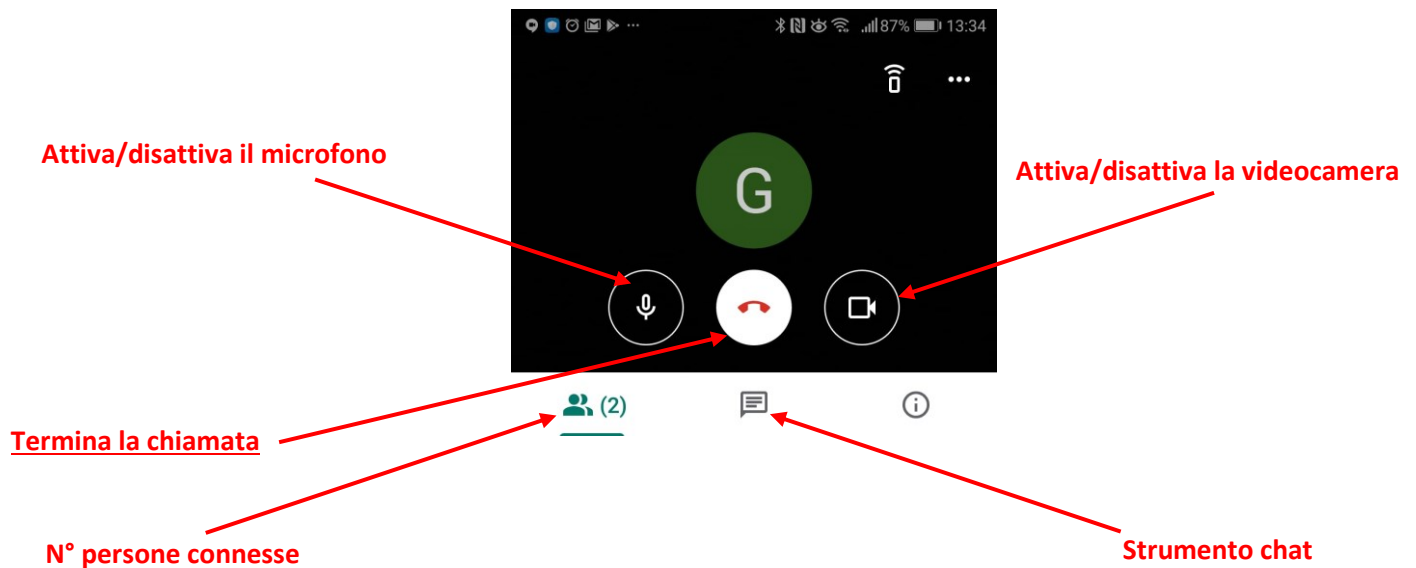 87% 13:34
Attiva/disattiva il microfono
Attiva/disattiva la videocamera
G
(2)
Termina la chiamata
N° persone connesse
Strumento chat